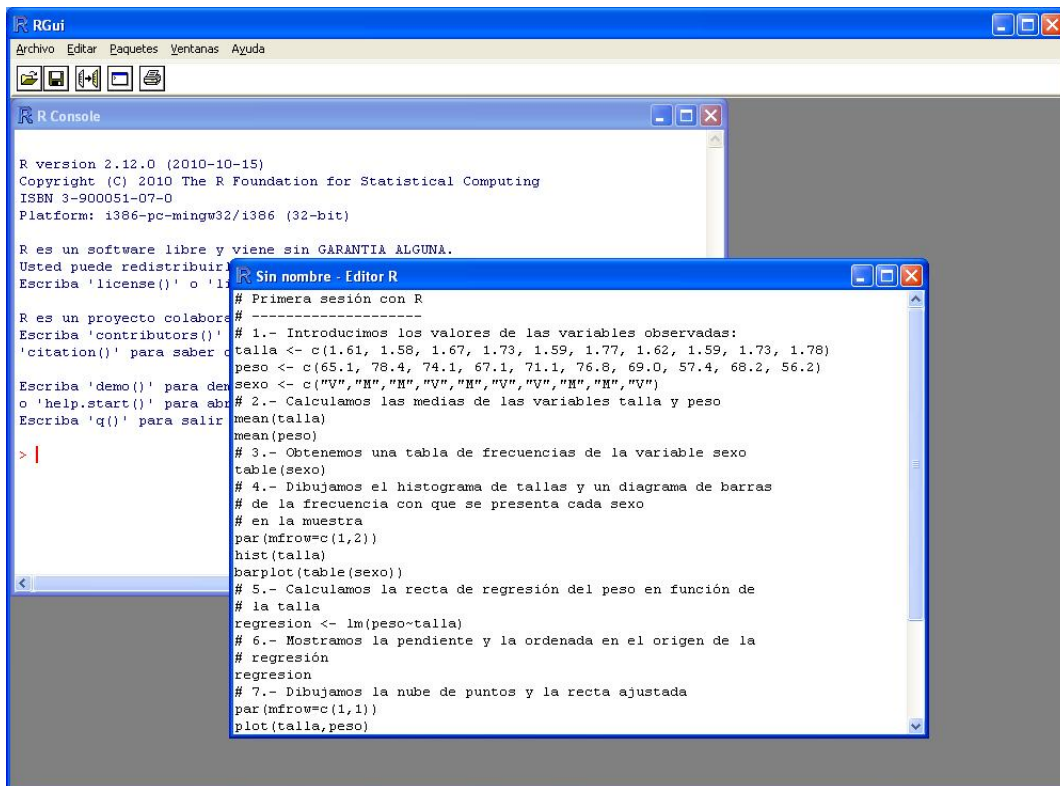 RGui
Archivo Editar Paquetes Ventanas Ayuda
R Console
R version 2.12.0 (2010-10-15)
Copyright (C) 2010 The R Foundation for Statistical Computing
ISBN 3-900051-07-0
Platform: i386-pc-mingw32/i386 (32-bit)
R es un software libre y viene sin GARANTIA ALGUNA.
Usted puede redistribuirl
Escriba 'license()' o 'li
R es un proyecto colabora
Escriba 'contributors()'
'citation()' para saber c
Escriba 'demo()' para dem
o 'help.start()' para abr
Escriba 'q()' para salir
>
Sin nombre - Editor R
# Primera sesión con R
# --------------------
# 1.- Introducimos los valores de las variables observadas:
talla <- c(1.61, 1.58, 1.67, 1.73, 1.59, 1.77, 1.62, 1.59, 1.73, 1.78)
peso <- c(65.1, 78.4, 74.1, 67.1, 71.1, 76.8, 69.0, 57.4, 68.2, 56.2)
sexo <- c("V","M","M","V","M","V","V","M","M","V")
# 2.- Calculamos las medias de las variables talla y peso
mean(talla)
mean(peso)
# 3.- Obtenemos una tabla de frecuencias de la variable sexo
table(sexo)
# 4.- Dibujamos el histograma de tallas y un diagrama de barras
# de la frecuencia con que se presenta cada sexo
# en la muestra
par(mfrow=c(1,2))
hist(talla)
barplot(table(sexo))
# 5.- Calculamos la recta de regresión del peso en función de
# la talla
regresion <- lm(peso~talla)
# 6.- Mostramos la pendiente y la ordenada en el origen de la
# regresión
regresion
# 7.- Dibujamos la nube de puntos y la recta ajustada
par(mfrow=c(1,1))
plot(talla,peso)